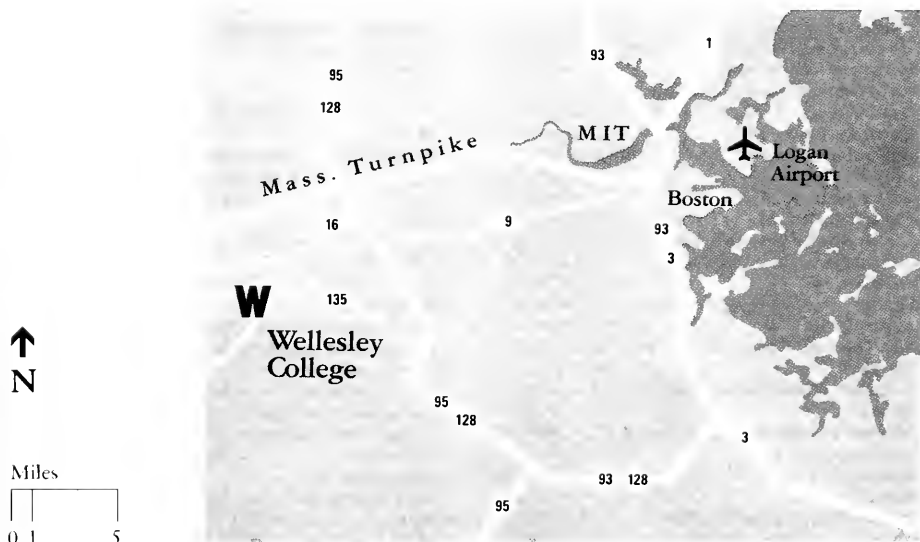 1
93
95
128
MIT
Mass. Turnpike
Logan
Airport
Boston
16
9
93
3
W
135
Wellesley
College
N
95
128
3
Miles
93 128
95
0 1 5